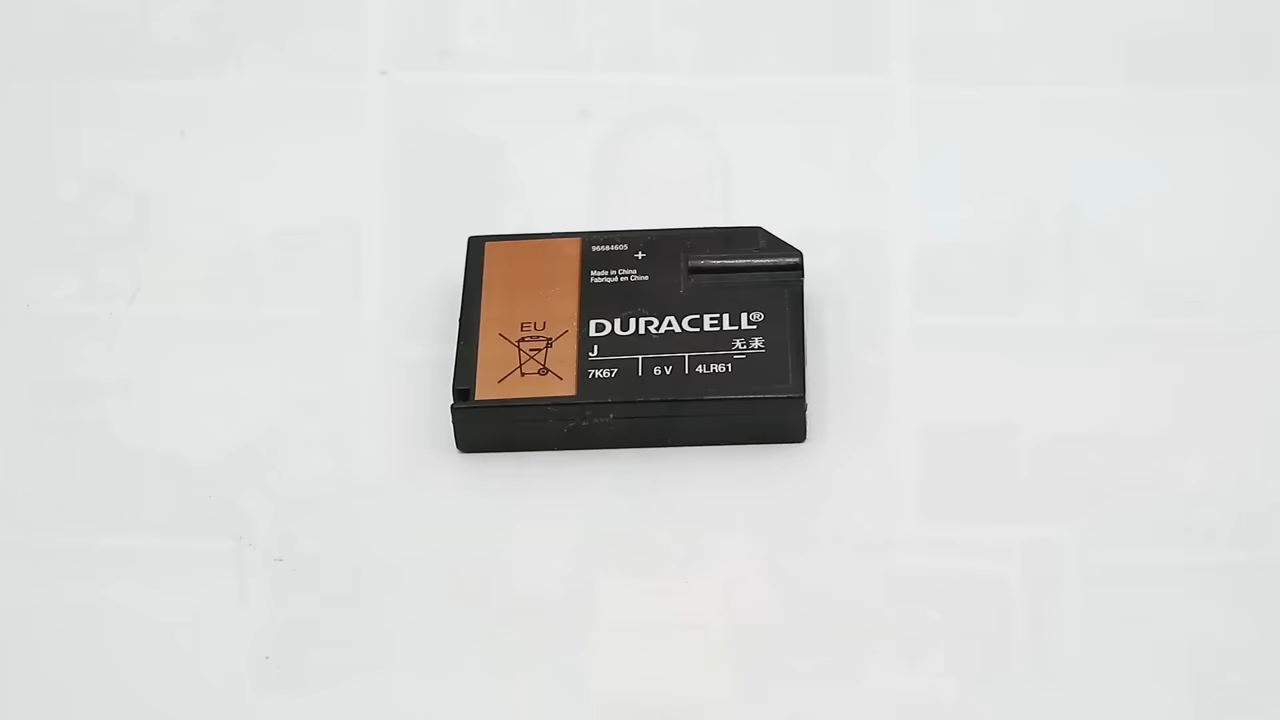 96684605
+
Made in China
Fabriqué en Chine
EU
DURACELL®
J 无汞
7K67 6 V 4LR61